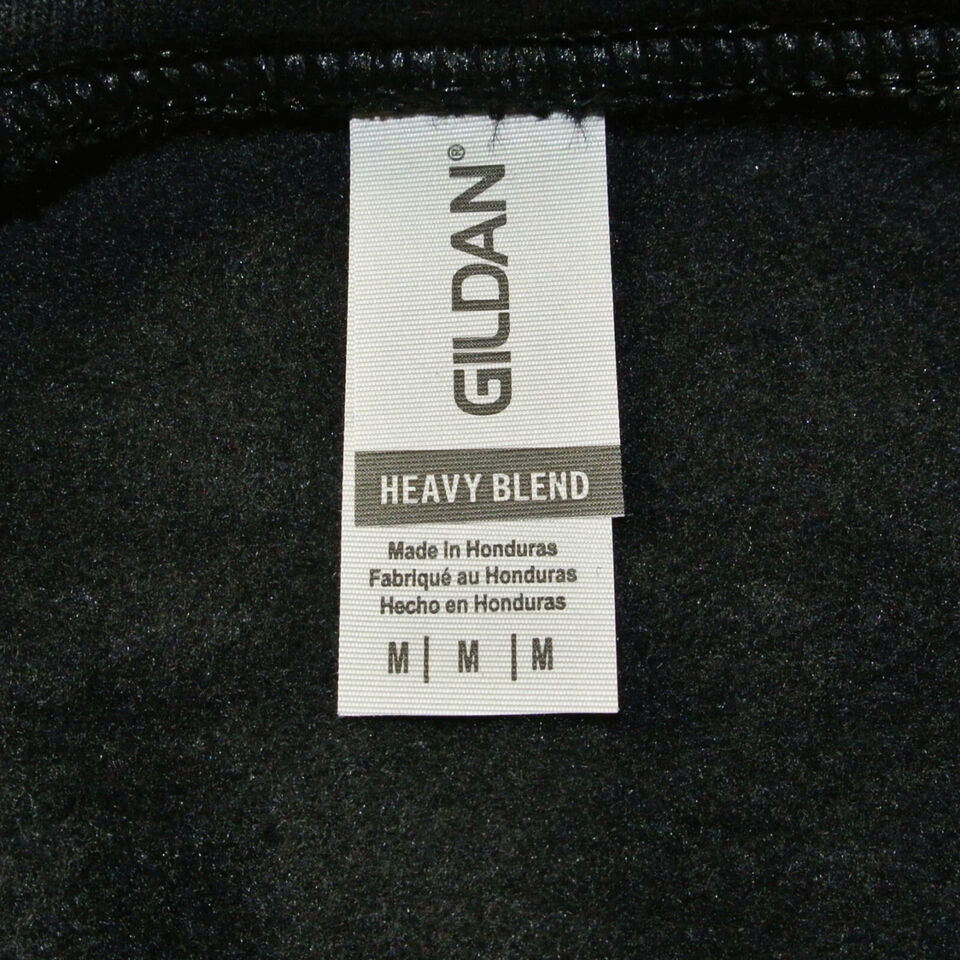 GILDAN®
HEAVY BLEND
Made In Honduras
Fabriqué au Honduras
Hecho en Honduras
M | M | M